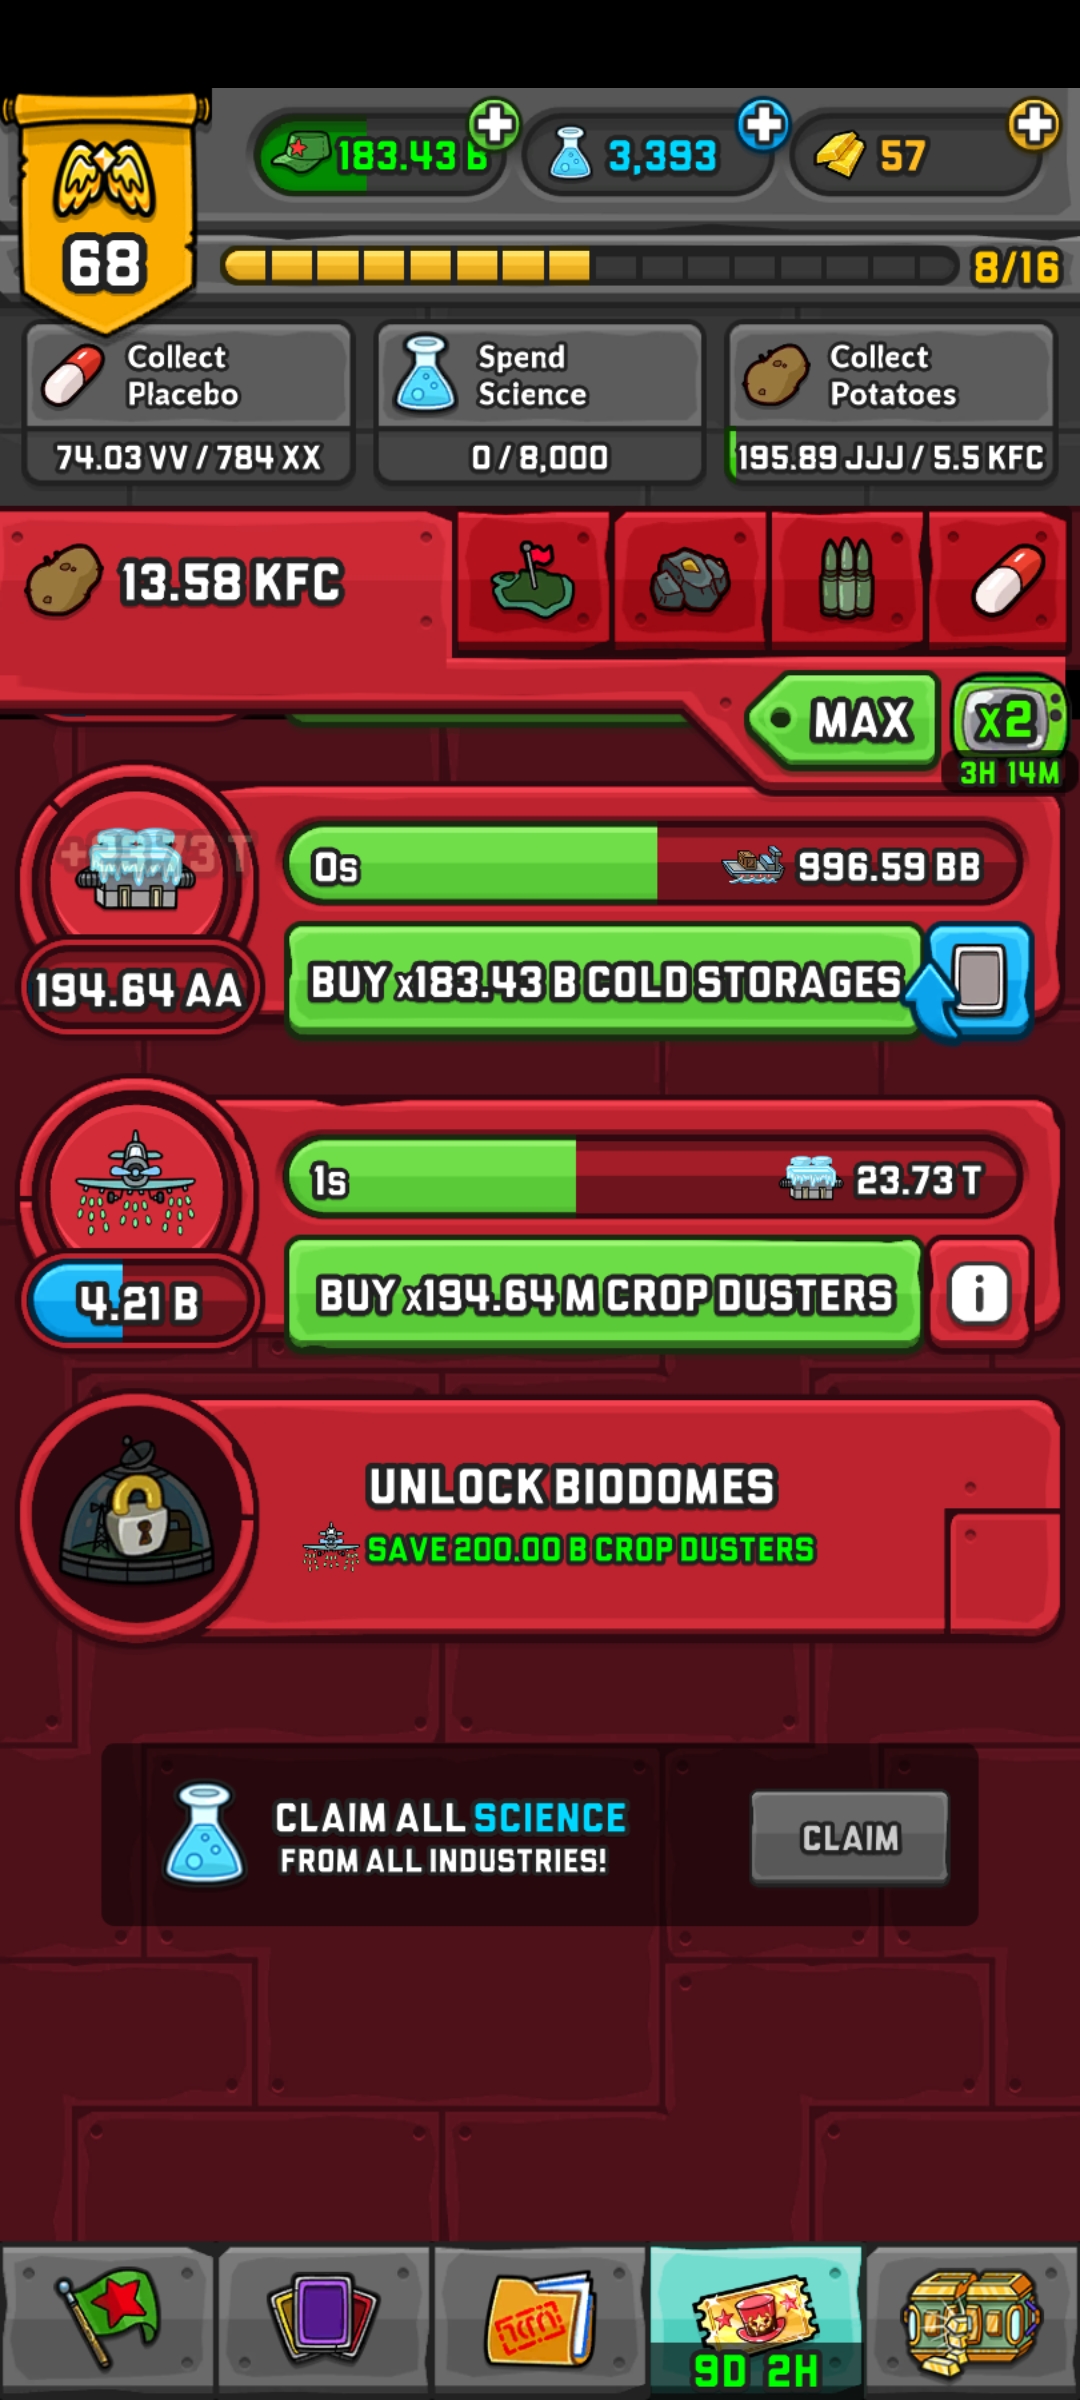 183.43 B
3,393
57
68
8/16
Collect
Placebo
74.03 VV / 784 XX
Spend
Science
0 / 8,000
Collect
Potatoes
195.89 JJJ / 5.5 KFC
13.58 KFC
MAX
x2
3H 14M
0s
996.59 BB
194.64 AA
BUY x183.43 B COLD STORAGES
1s
23.73 T
4.21 B
BUY x194.64 M CROP DUSTERS
i
UNLOCK BIODOMES
SAVE 200.00 B CROP DUSTERS
CLAIM ALL SCIENCE
FROM ALL INDUSTRIES!
CLAIM
9D 2H